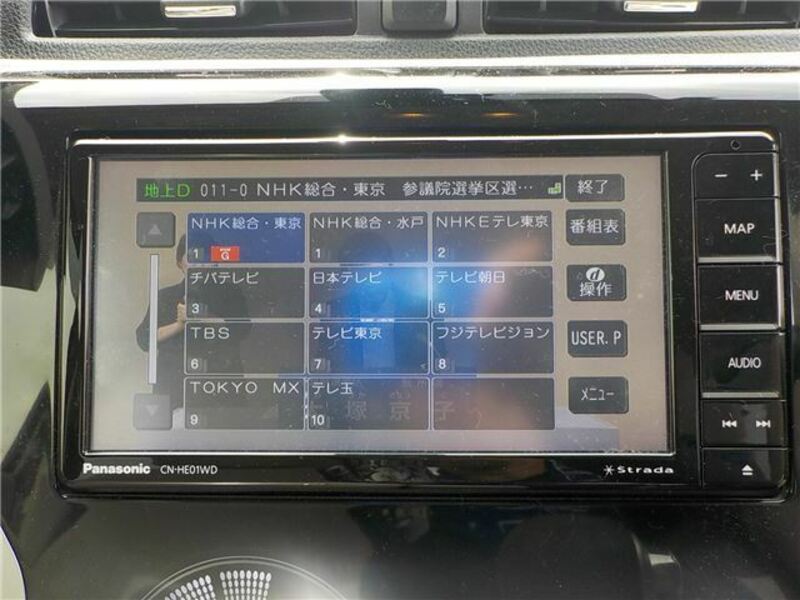 地上D 011-0 NHK総合・東京 参議院選挙区選… 終了
NHK総合・東京 NHK総合・水戸 NHKEテレ東京 番組表
1 G 1 2
チバテレビ 日本テレビ テレビ朝日 d
操作
3 4 5
TBS テレビ東京 フジテレビジョン USER.P
6 7 8
TOKYO MX テレ玉 メニュー
9 10
塚京子
Panasonic CN-HE01WD Strada
− +
MAP
MENU
AUDIO